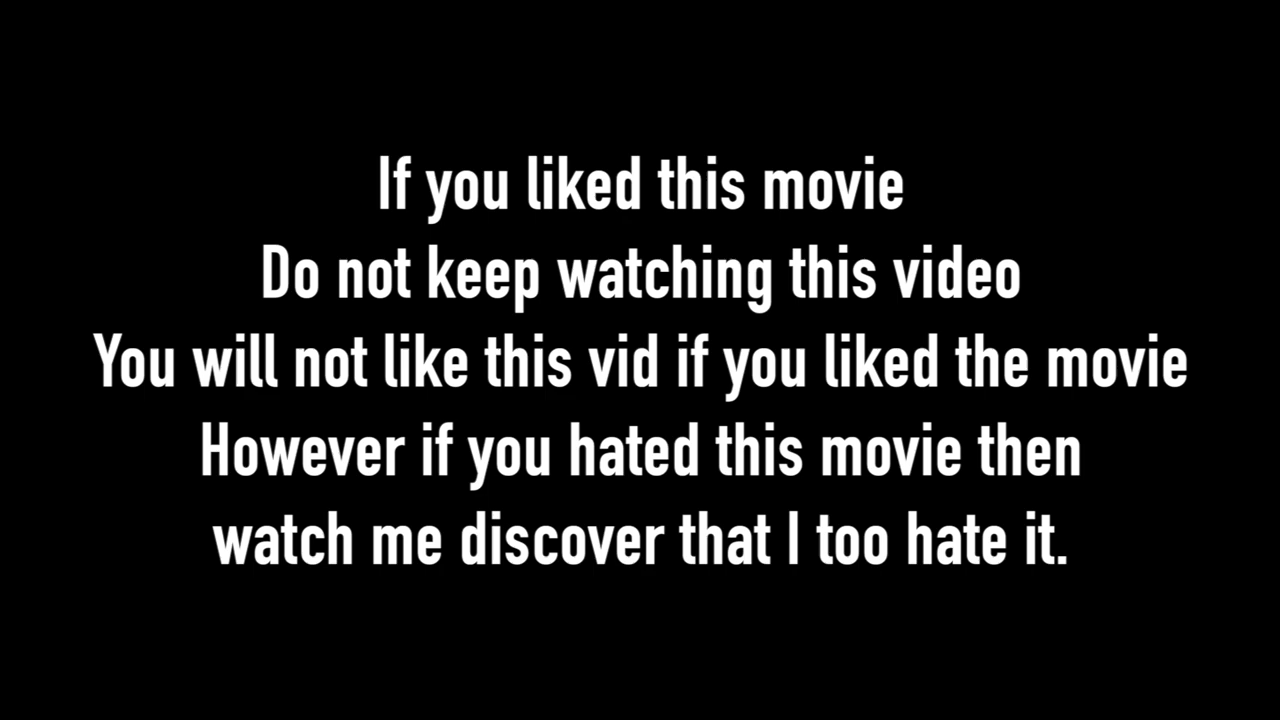 If you liked this movie
Do not keep watching this video
You will not like this vid if you liked the movie
However if you hated this movie then
watch me discover that I too hate it.